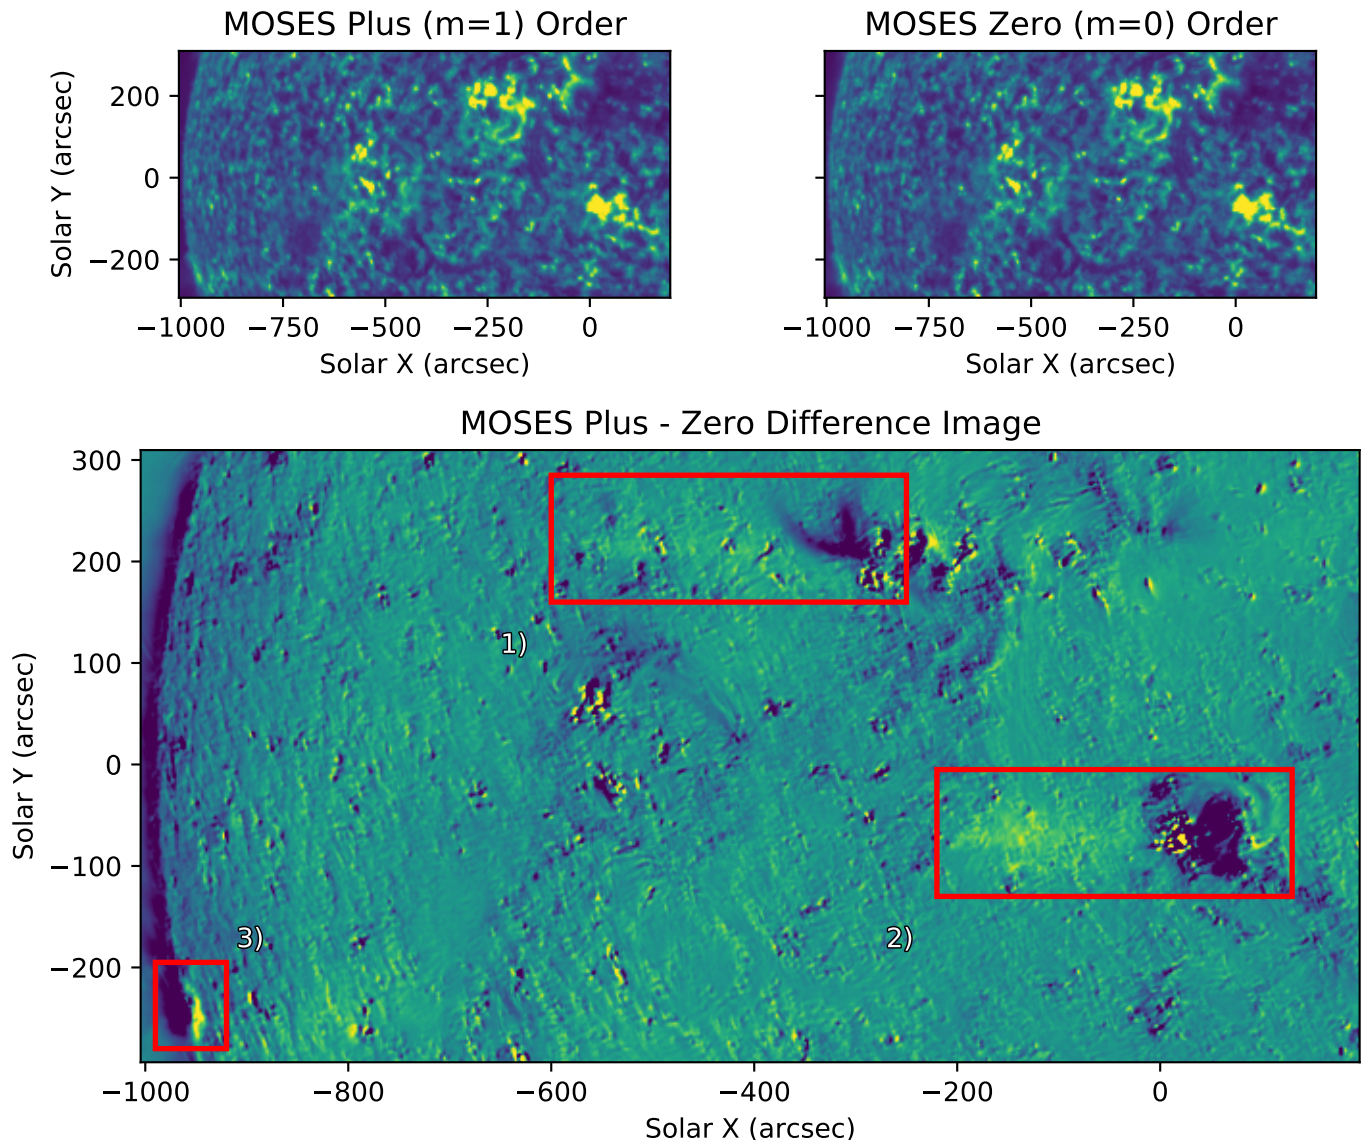 MOSES Plus (m=1) Order
MOSES Zero (m=0) Order
Solar Y (arcsec)
200
0
−200
−1000 −750 −500 −250 0
Solar X (arcsec)
−1000 −750 −500 −250 0
Solar X (arcsec)
MOSES Plus - Zero Difference Image
Solar Y (arcsec)
300
200
100
0
−100
−200
1)
2)
3)
−1000 −800 −600 −400 −200 0
Solar X (arcsec)